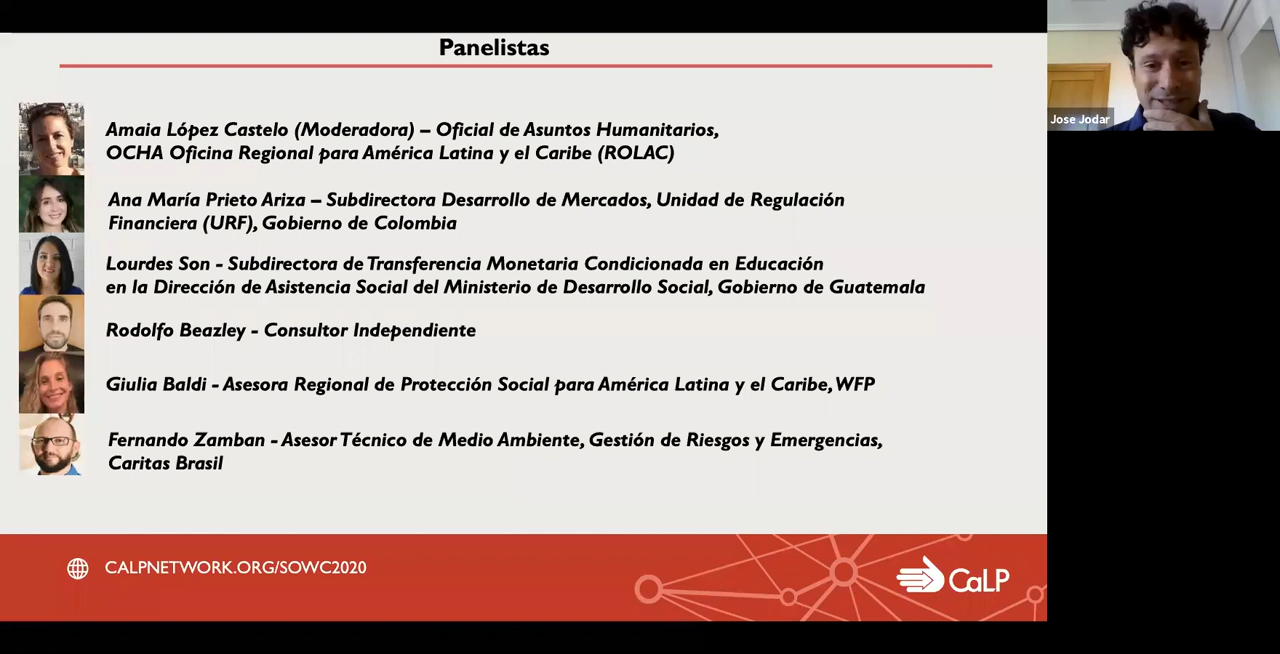 Panelistas
Jose Jodar
Amaia López Castelo (Moderadora) – Oficial de Asuntos Humanitarios,
OCHA Oficina Regional para América Latina y el Caribe (ROLAC)
Ana María Prieto Ariza – Subdirectora Desarrollo de Mercados, Unidad de Regulación
Financiera (URF), Gobierno de Colombia
Lourdes Son - Subdirectora de Transferencia Monetaria Condicionada en Educación
en la Dirección de Asistencia Social del Ministerio de Desarrollo Social, Gobierno de Guatemala
Rodolfo Beazley - Consultor Independiente
Giulia Baldi - Asesora Regional de Protección Social para América Latina y el Caribe, WFP
Fernando Zamban - Asesor Técnico de Medio Ambiente, Gestión de Riesgos y Emergencias,
Caritas Brasil
CALPNETWORK.ORG/SOWC2020
CaLP